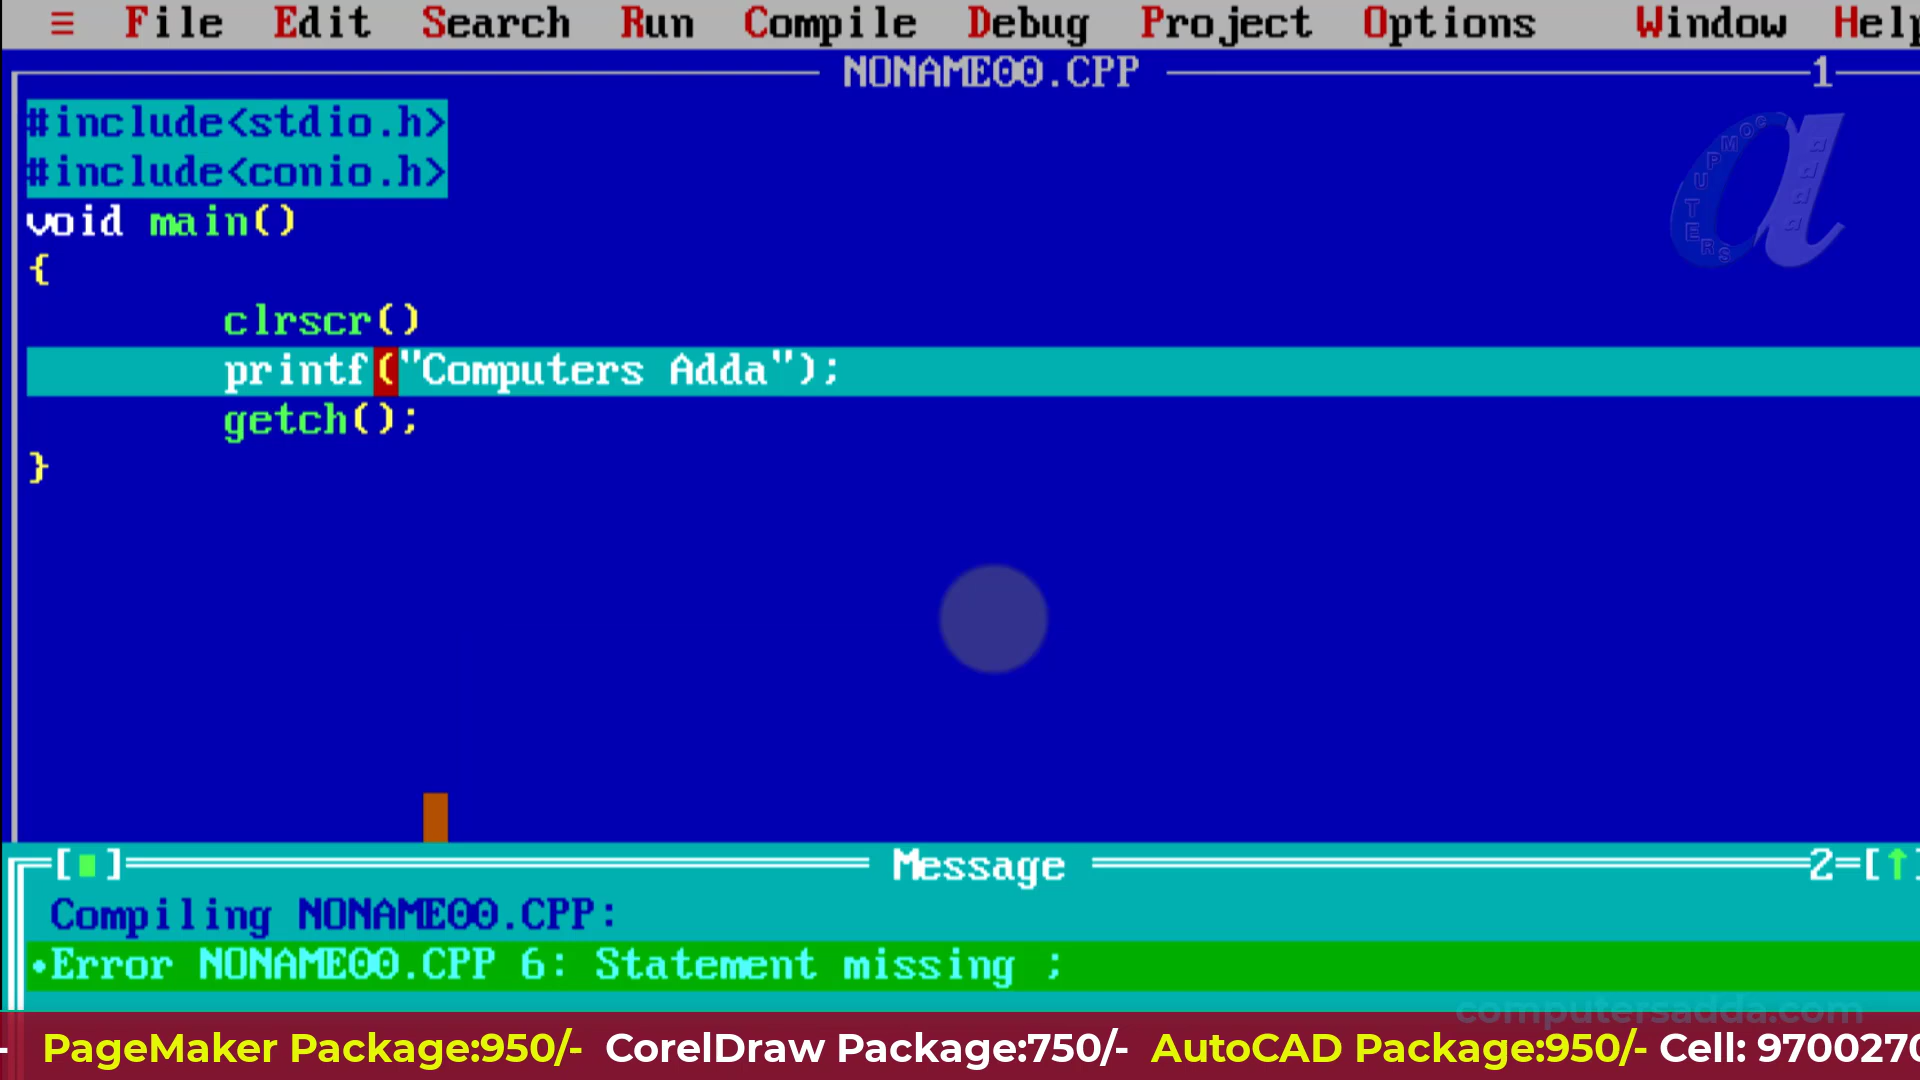 ≡ File Edit Search Run Compile Debug Project Options Window Help
NONAME00.CPP 1
#include<stdio.h>
#include<conio.h>
void main()
{
clrscr()
printf("Computers Adda");
getch();
}
COMPUTERS
adda
[■] Message 2=[↑]
Compiling NONAME00.CPP:
•Error NONAME00.CPP 6: Statement missing ;
computersadda.com
- PageMaker Package:950/- CorelDraw Package:750/- AutoCAD Package:950/- Cell: 9700270